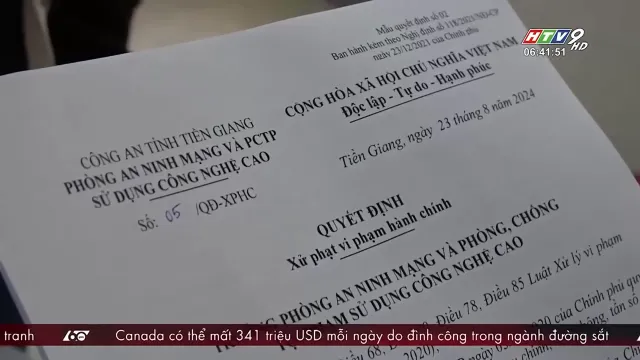 Mẫu quyết định số 02
Ban hành kèm theo Nghị định số 118/2021/NĐ-CP
ngày 23/12/2021 của Chính phủ
HTV9 HD
06:41:51
CÔNG AN TỈNH TIỀN GIANG
PHÒNG AN NINH MẠNG VÀ PCTP
SỬ DỤNG CÔNG NGHỆ CAO
Số: 05 /QĐ-XPHC
CỘNG HÒA XÃ HỘI CHỦ NGHĨA VIỆT NAM
Độc lập - Tự do - Hạnh phúc
Tiền Giang, ngày 23 tháng 8 năm 2024
QUYẾT ĐỊNH
Xử phạt vi phạm hành chính
PHÒNG AN NINH MẠNG VÀ PHÒNG, CHỐNG
SỬ DỤNG CÔNG NGHỆ CAO
Điều 68, Điều 78, Điều 85 Luật Xử lý vi phạm
của Chính phủ
tranh 60 Canada có thể mất 341 triệu USD mỗi ngày do đình công trong ngành đường sắt